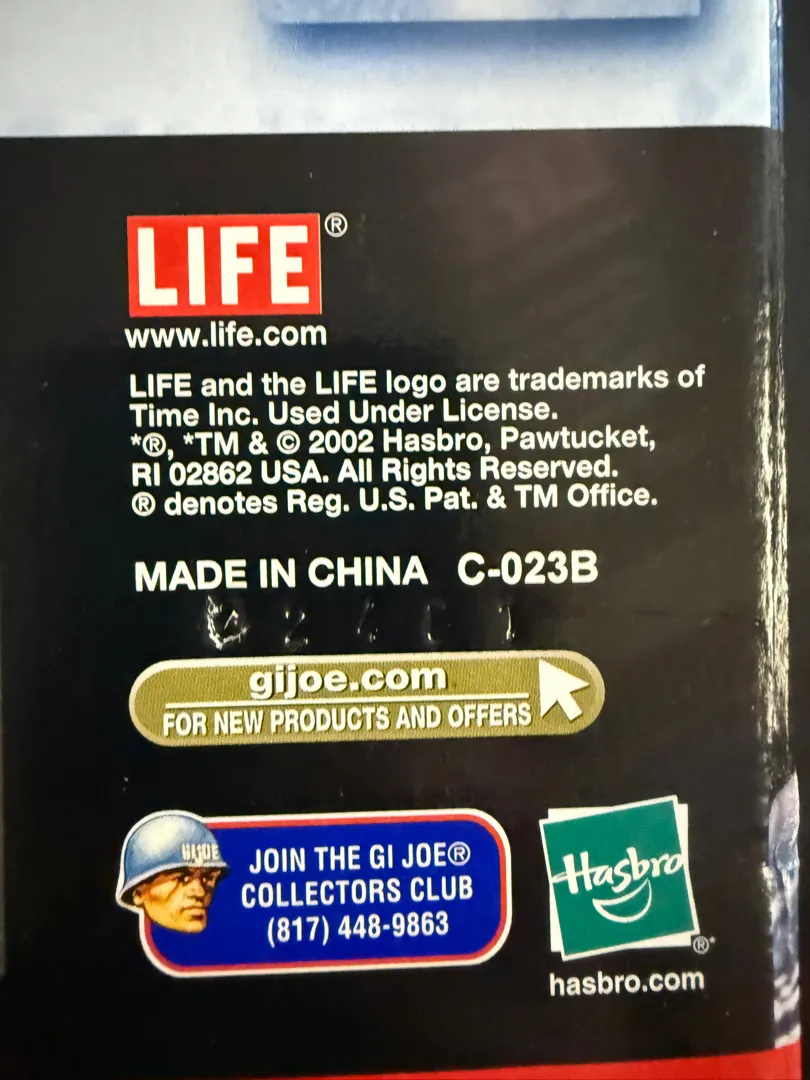 LIFE®
www.life.com
LIFE and the LIFE logo are trademarks of
Time Inc. Used Under License.
*®, *TM & © 2002 Hasbro, Pawtucket,
RI 02862 USA. All Rights Reserved.
® denotes Reg. U.S. Pat. & TM Office.
MADE IN CHINA C-023B
gijoe.com
FOR NEW PRODUCTS AND OFFERS
GIJOE
JOIN THE GI JOE®
COLLECTORS CLUB
(817) 448-9863
Hasbro
®*
hasbro.com